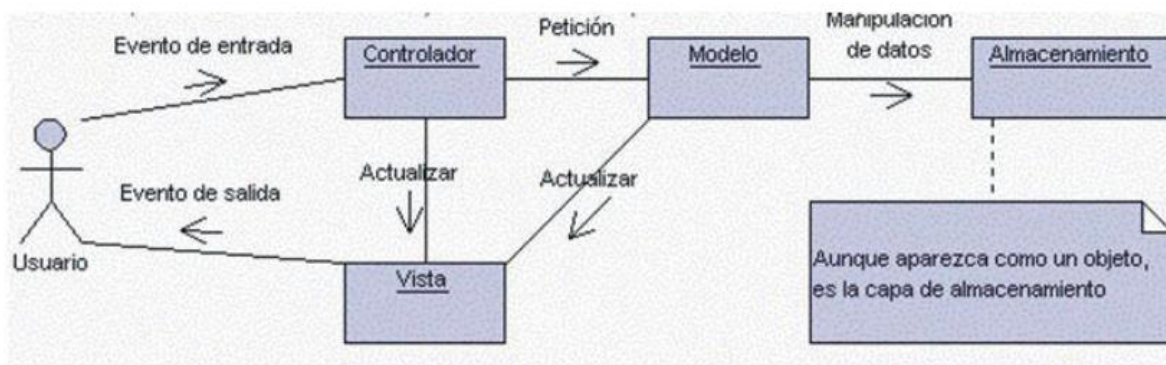 Evento de entrada
Controlador
Petición
Modelo
Manipulación
de datos
Almacenamiento
Actualizar
Actualizar
Evento de salida
Usuario
Vista
Aunque aparezca como un objeto,
es la capa de almacenamiento